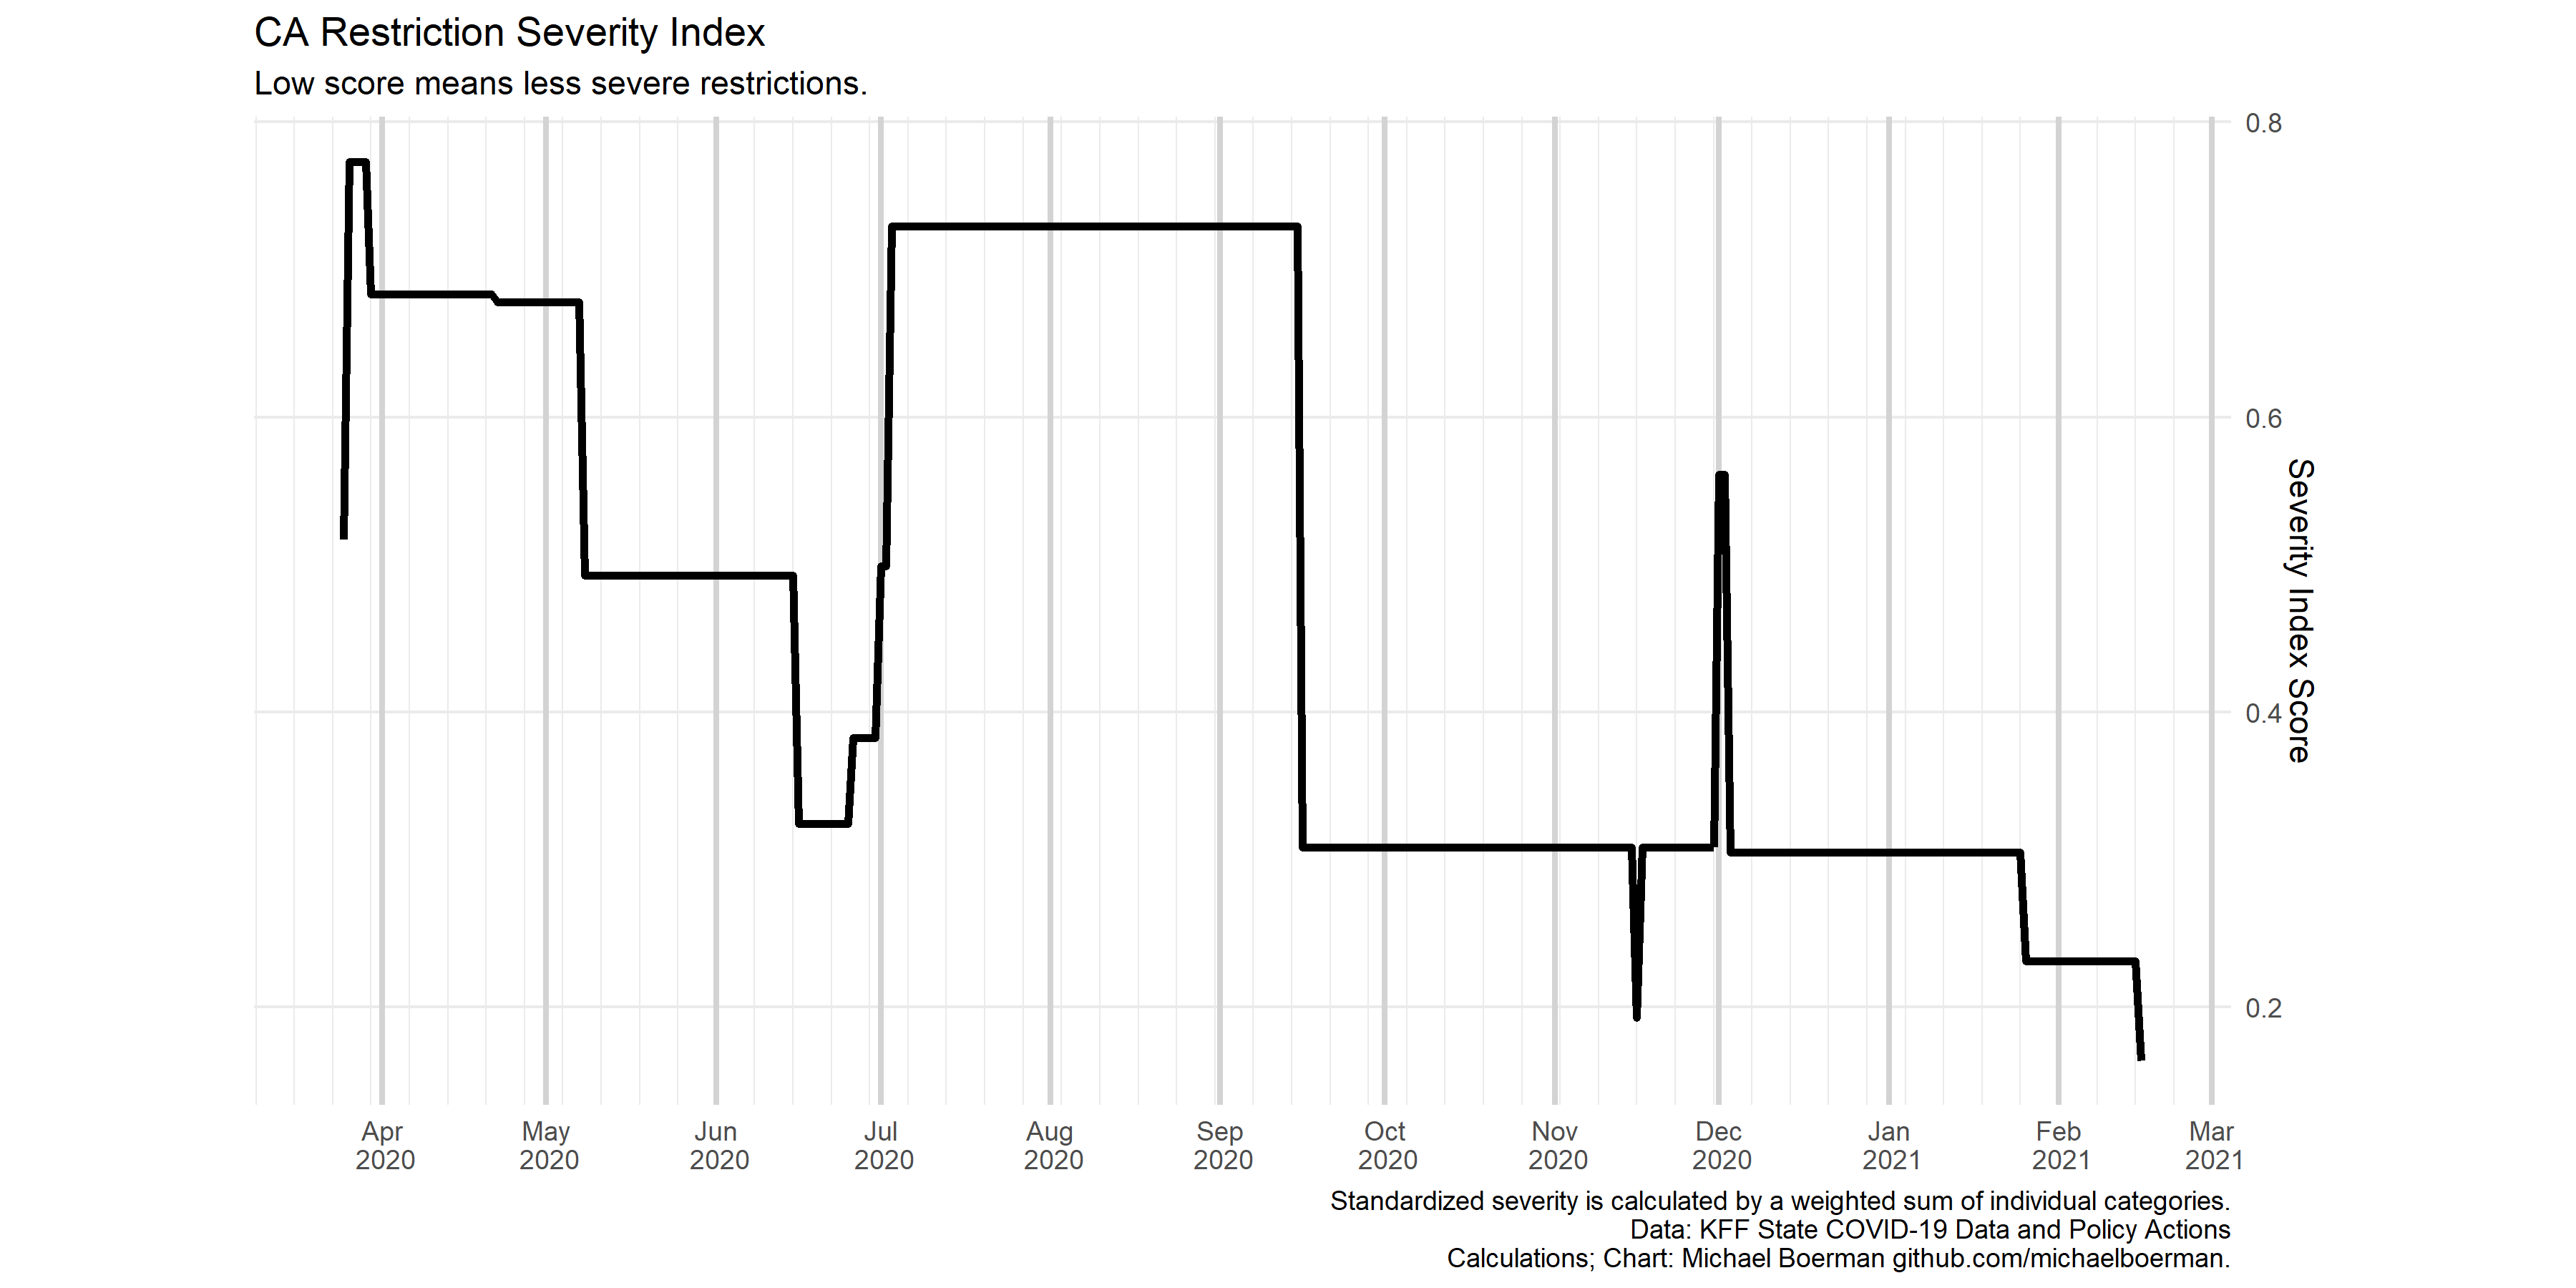 CA Restriction Severity Index
Low score means less severe restrictions.
0.8
0.6
0.4
0.2
Severity Index Score
Apr May Jun Jul Aug Sep Oct Nov Dec Jan Feb Mar
2020 2020 2020 2020 2020 2020 2020 2020 2020 2021 2021 2021
Standardized severity is calculated by a weighted sum of individual categories.
Data: KFF State COVID-19 Data and Policy Actions
Calculations; Chart: Michael Boerman github.com/michaelboerman.